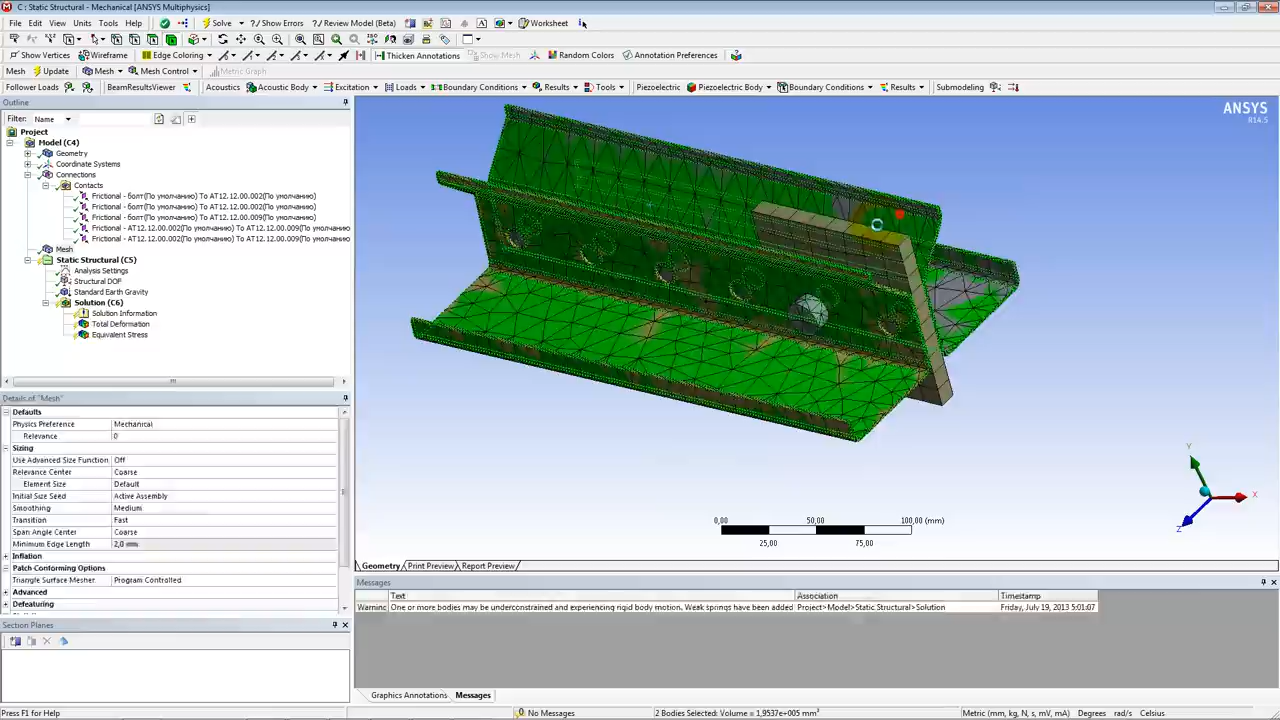 C : Static Structural - Mechanical [ANSYS Multiphysics]
File Edit View Units Tools Help Solve ?/Show Errors ?/Review Model (Beta) Worksheet
Show Vertices Wireframe Edge Coloring Thicken Annotations Show Mesh Random Colors Annotation Preferences
Mesh Update Mesh Mesh Control Metric Graph
Follower Loads BeamResultsViewer Acoustics Acoustic Body Excitation Loads Boundary Conditions Results Tools Piezoelectric Piezoelectric Body Boundary Conditions Results Submodeling
Outline
Filter: Name
Project
Model (C4)
Geometry
Coordinate Systems
Connections
Contacts
Frictional - болт(По умолчанию) To AT12.12.00.002(По умолчанию)
Frictional - болт(По умолчанию) To AT12.12.00.002(По умолчанию)
Frictional - болт(По умолчанию) To AT12.12.00.009(По умолчанию)
Frictional - AT12.12.00.002(По умолчанию) To AT12.12.00.009(По умолчанию
Frictional - AT12.12.00.002(По умолчанию) To AT12.12.00.009(По умолчанию
Mesh
Static Structural (C5)
Analysis Settings
Structural DOF
Standard Earth Gravity
Solution (C6)
Solution Information
Total Deformation
Equivalent Stress
Details of "Mesh"
Defaults
Physics Preference Mechanical
Relevance 0
Sizing
Use Advanced Size Function Off
Relevance Center Coarse
Element Size Default
Initial Size Seed Active Assembly
Smoothing Medium
Transition Fast
Span Angle Center Coarse
Minimum Edge Length 2,0 mm
Inflation
Patch Conforming Options
Triangle Surface Mesher Program Controlled
Advanced
Defeaturing
Section Planes
ANSYS
R14.5
Y
X
Z
0,00 50,00 100,00 (mm)
25,00 75,00
Geometry Print Preview Report Preview
Messages
Text Association Timestamp
Warning One or more bodies may be underconstrained and experiencing rigid body motion. Weak springs have been added Project>Model>Static Structural>Solution Friday, July 19, 2013 5:01:07
Graphics Annotations Messages
Press F1 for Help No Messages 2 Bodies Selected: Volume = 1,9537e+005 mm³ Metric (mm, kg, N, s, mV, mA) Degrees rad/s Celsius